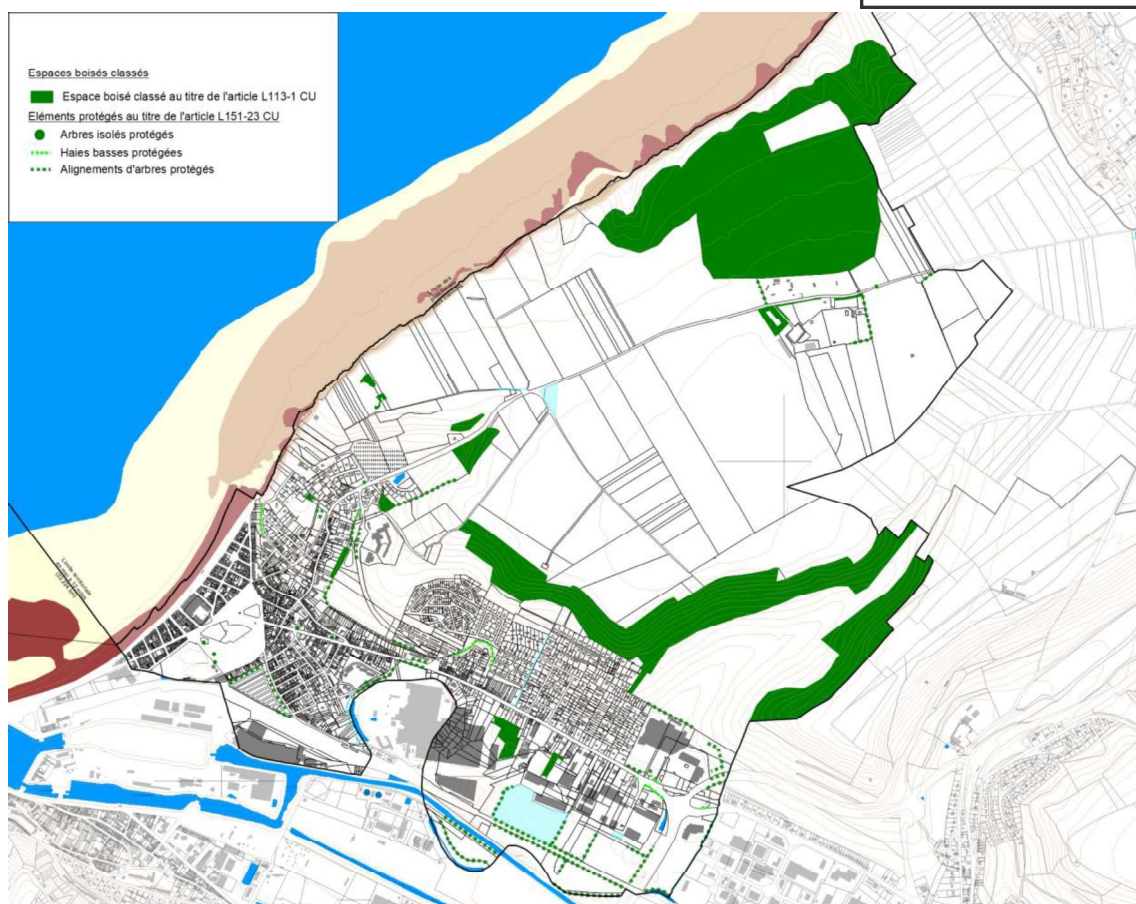 Espaces boisés classés
Espace boisé classé au titre de l'article L113-1 CU
Eléments protégés au titre de l'article L151-23 CU
Arbres isolés protégés
Haies basses protégées
Alignements d'arbres protégés